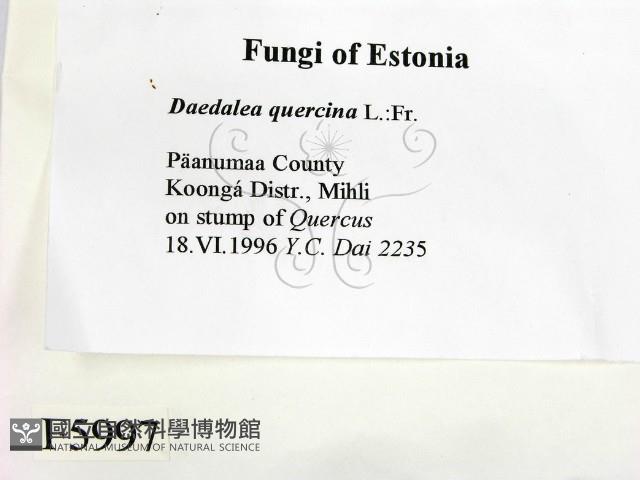 Fungi of Estonia
Daedalea quercina L.:Fr.
Päanumaa County
Koongá Distr., Mihli
on stump of Quercus
18.VI.1996 Y.C. Dai 2235
5997
國立自然科學博物館
NATIONAL MUSEUM OF NATURAL SCIENCE